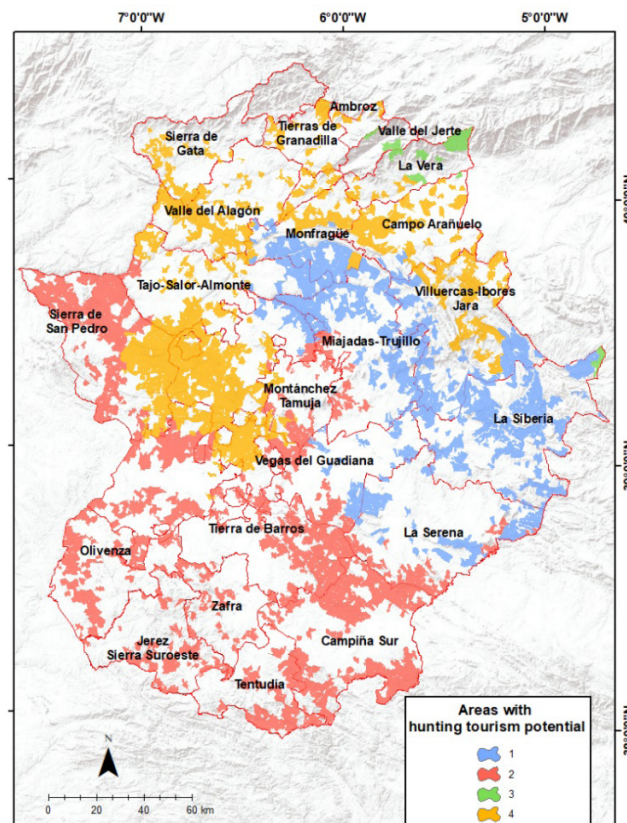 7°0'0"W 6°0'0"W 5°0'0"W
Ambroz
Sierra de
Gata
Tierras de
Granadilla
Valle del Jerte
La Vera
Valle del Alagón
Monfragüe
Campo Arañuelo
Tajo-Salor-Almonte
Villuercas-Ibores
Jara
Sierra de
San Pedro
Miajadas-Trujillo
Montánchez
Tamuja
La Siberia
Vegas del Guadiana
Tierra de Barros
La Serena
Olivenza
Zafra
Jerez
Sierra Suroeste
Campiña Sur
Tentudía
Areas with
hunting tourism potential
1
2
3
4
N
0 20 40 60 km